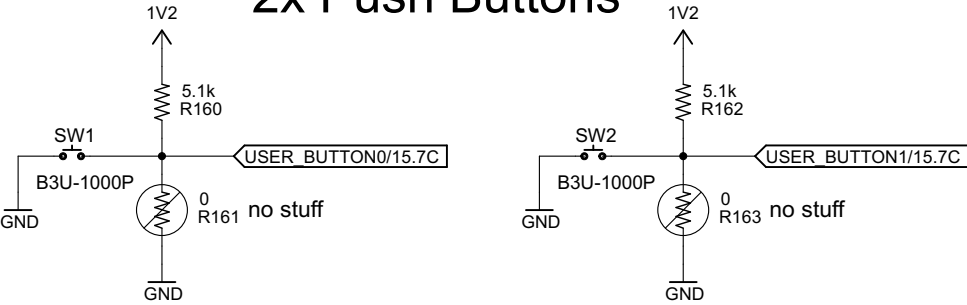 2x Push Buttons
1V2
5.1k
R160
SW1
USER_BUTTON0/15.7C
B3U-1000P
0
R161 no stuff
GND
GND
1V2
5.1k
R162
SW2
USER_BUTTON1/15.7C
B3U-1000P
0
R163 no stuff
GND
GND